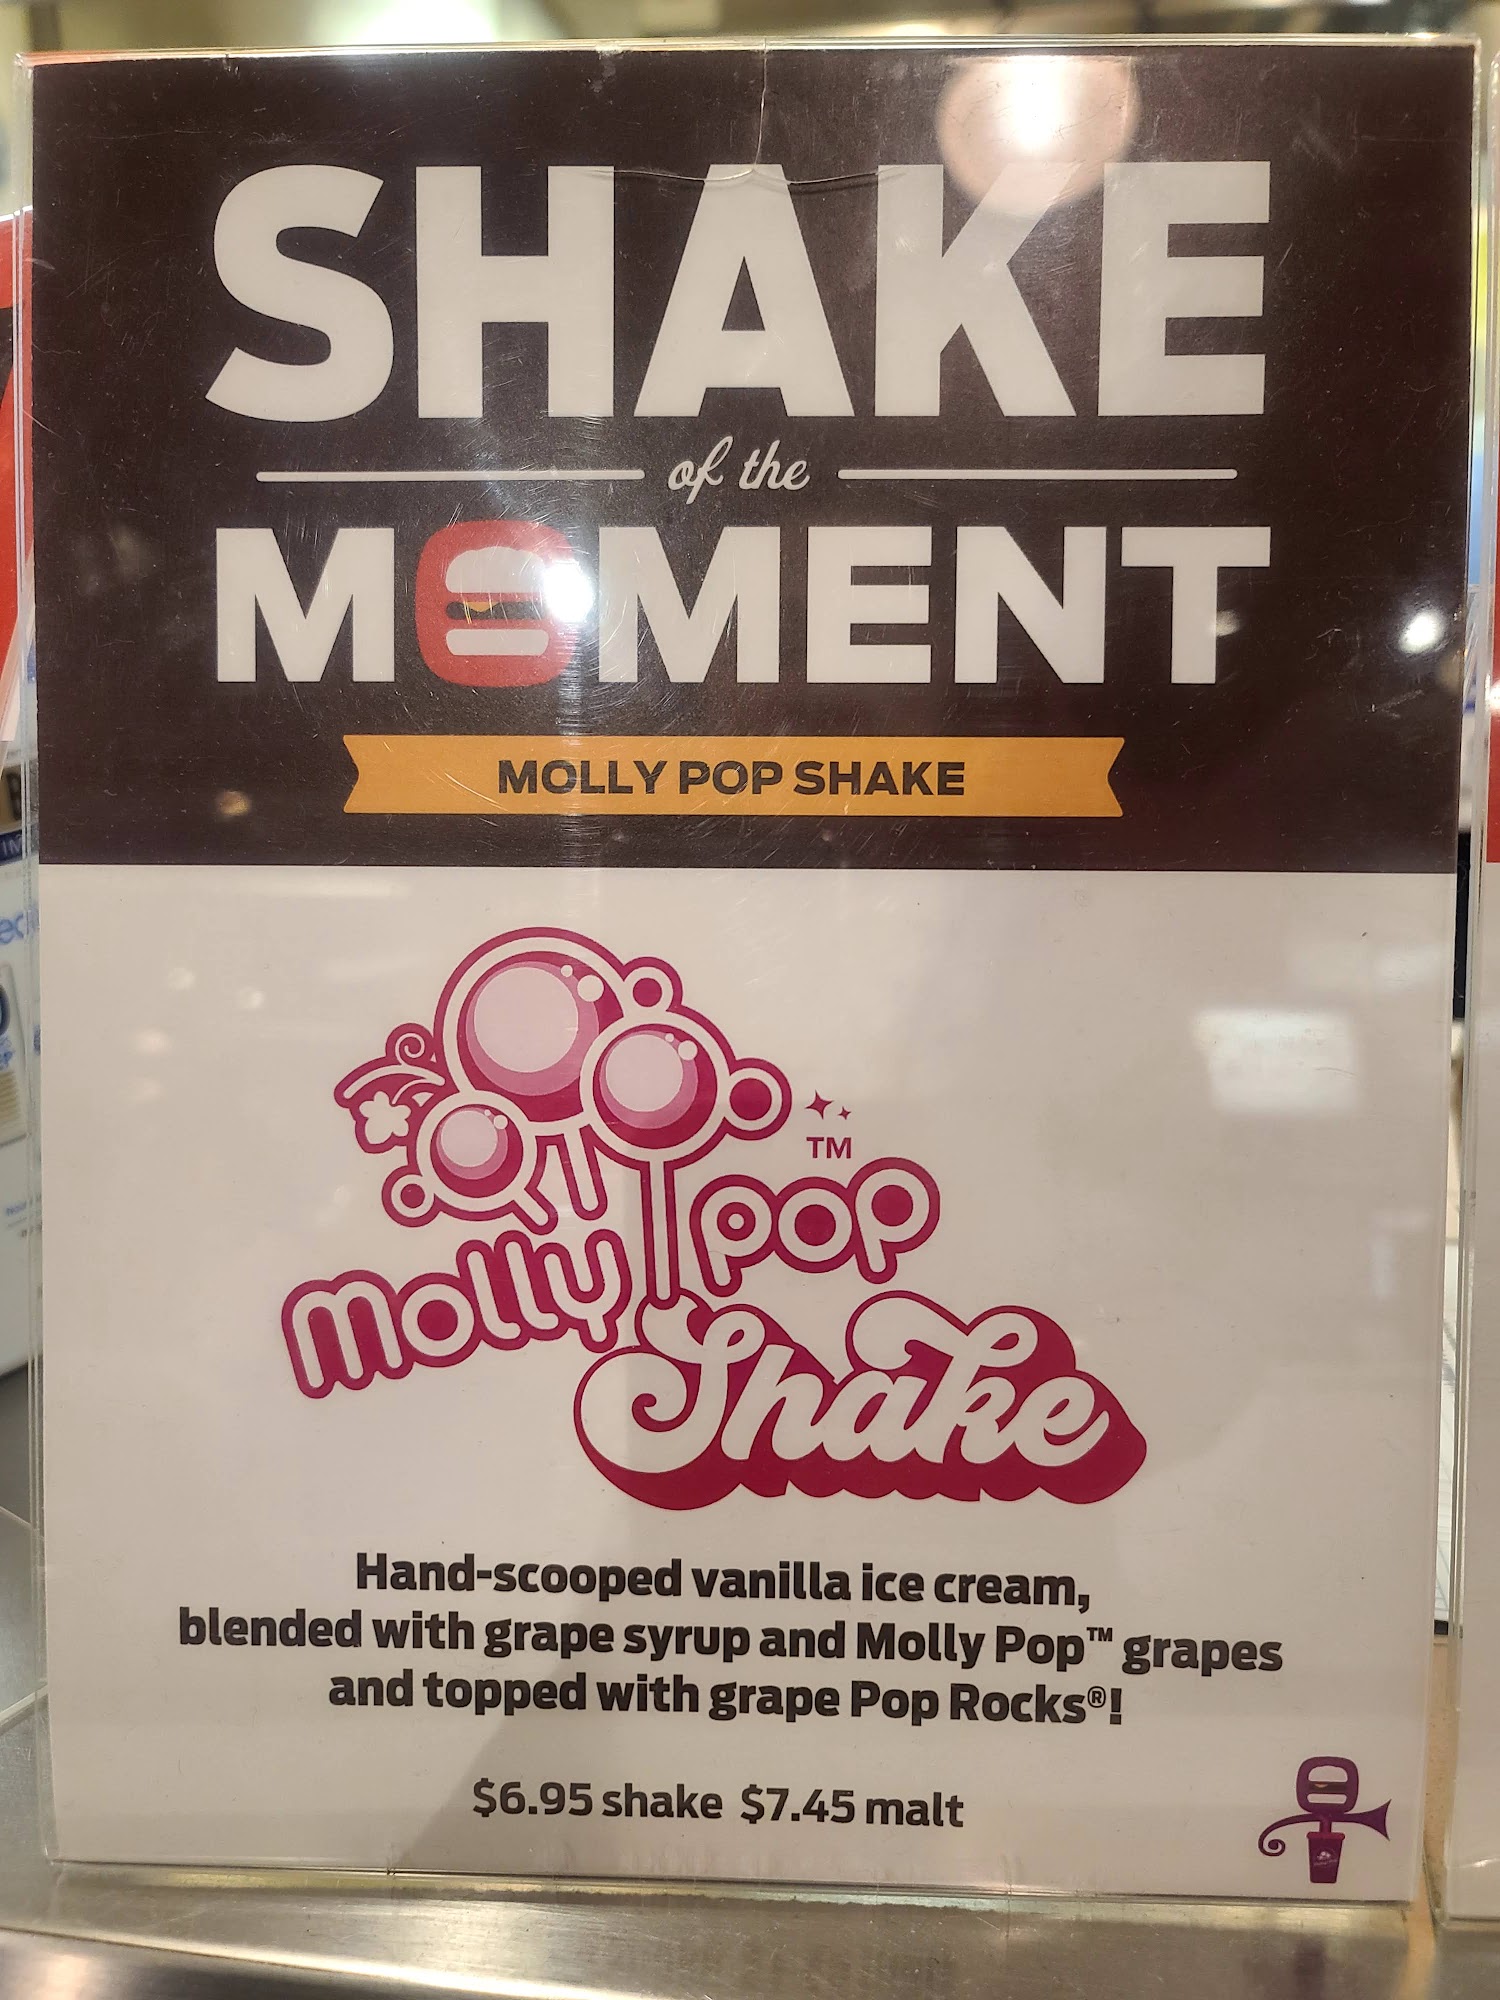 SHAKE
of the
MOMENT
MOLLY POP SHAKE
TM
molly pop
Shake
Hand-scooped vanilla ice cream,
blended with grape syrup and Molly Pop™ grapes
and topped with grape Pop Rocks®!
$6.95 shake $7.45 malt